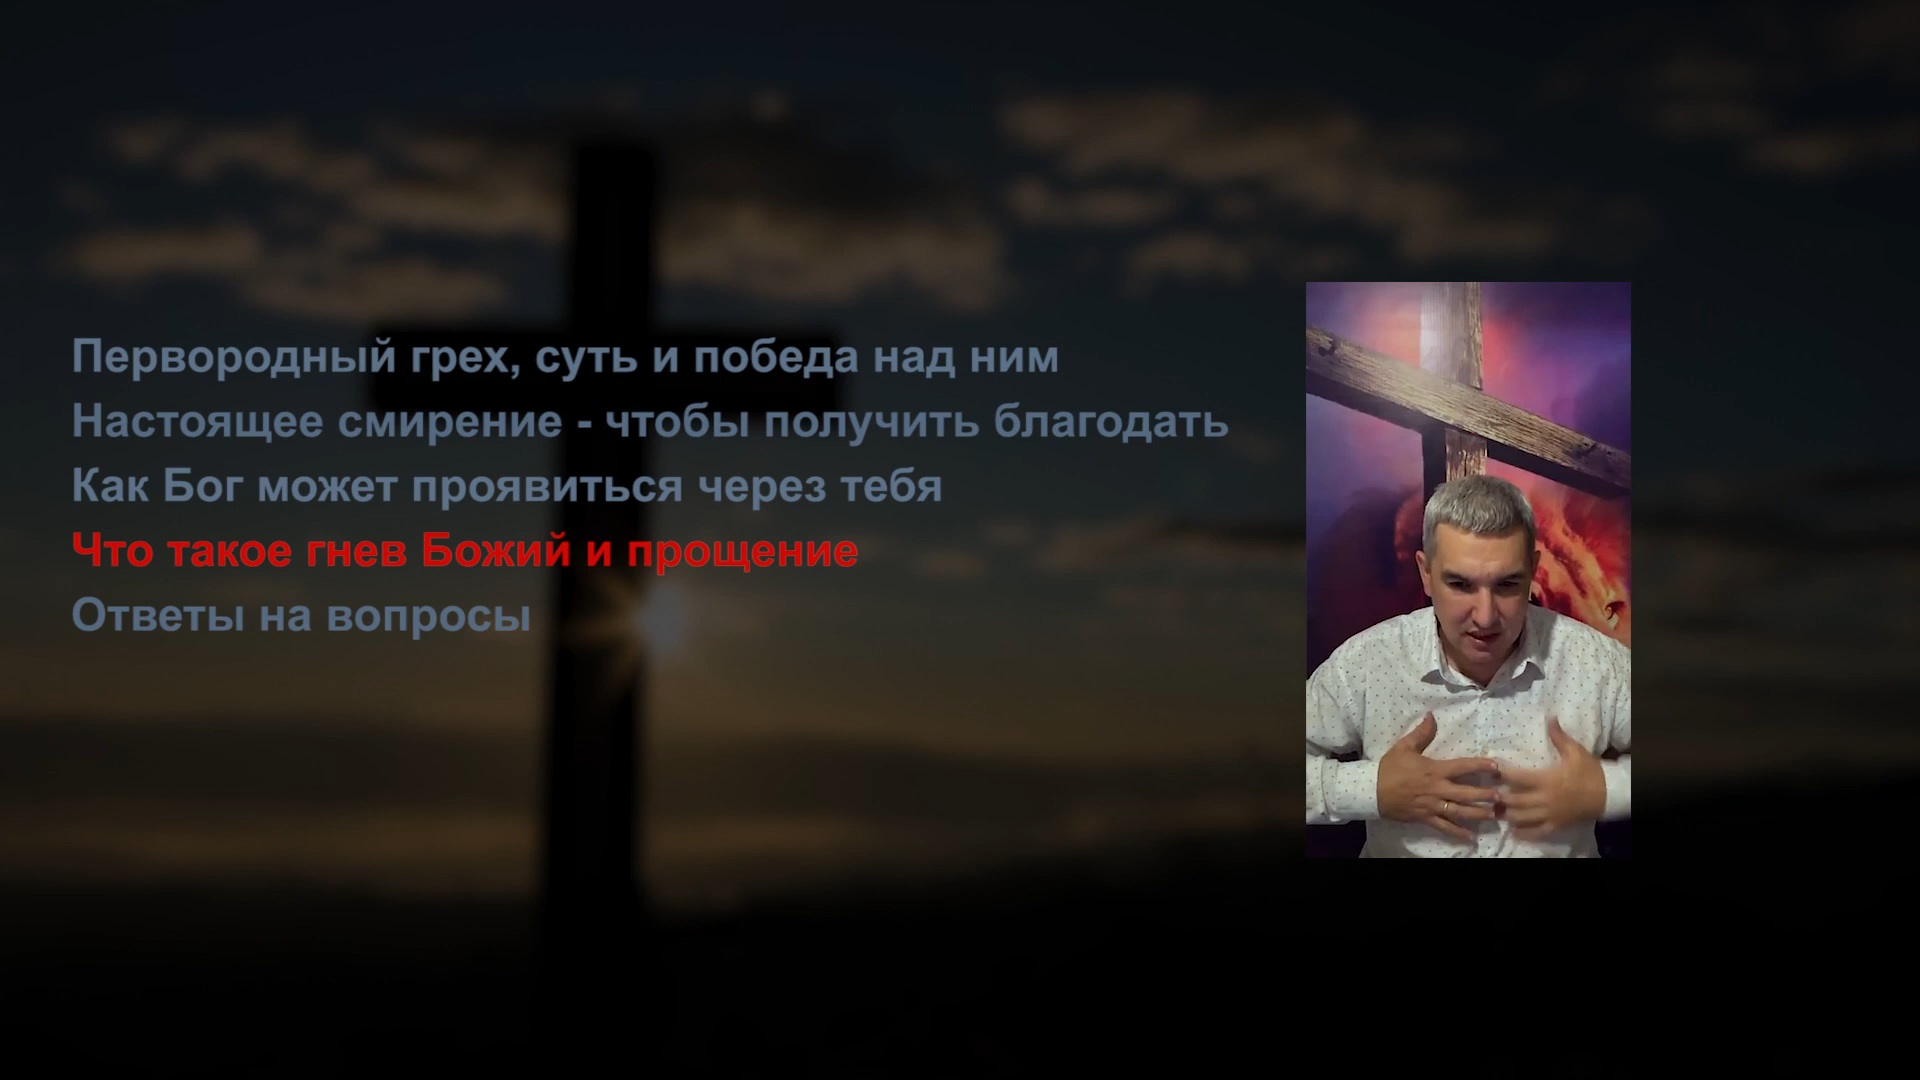 Первородный грех, суть и победа над ним
Настоящее смирение - чтобы получить благодать
Как Бог может проявиться через тебя
Что такое гнев Божий и прощение
Ответы на вопросы